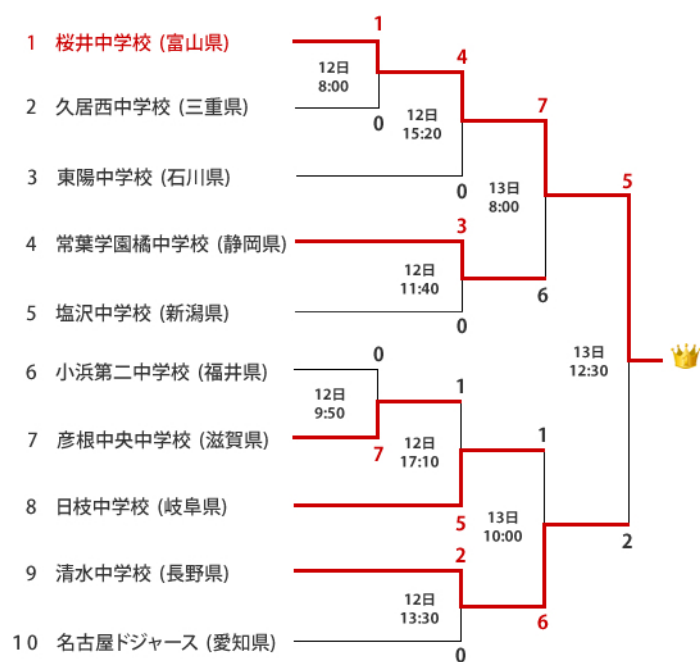 1 桜井中学校 (富山県)
2 久居西中学校 (三重県)
3 東陽中学校 (石川県)
4 常葉学園橘中学校 (静岡県)
5 塩沢中学校 (新潟県)
6 小浜第二中学校 (福井県)
7 彦根中央中学校 (滋賀県)
8 日枝中学校 (岐阜県)
9 清水中学校 (長野県)
10 名古屋ドジャース (愛知県)
1
12日
8:00
0
0
12日
9:50
7
4
12日
15:20
0
3
12日
11:40
0
1
12日
17:10
5
2
12日
13:30
0
7
13日
8:00
6
1
13日
10:00
6
5
13日
12:30
2